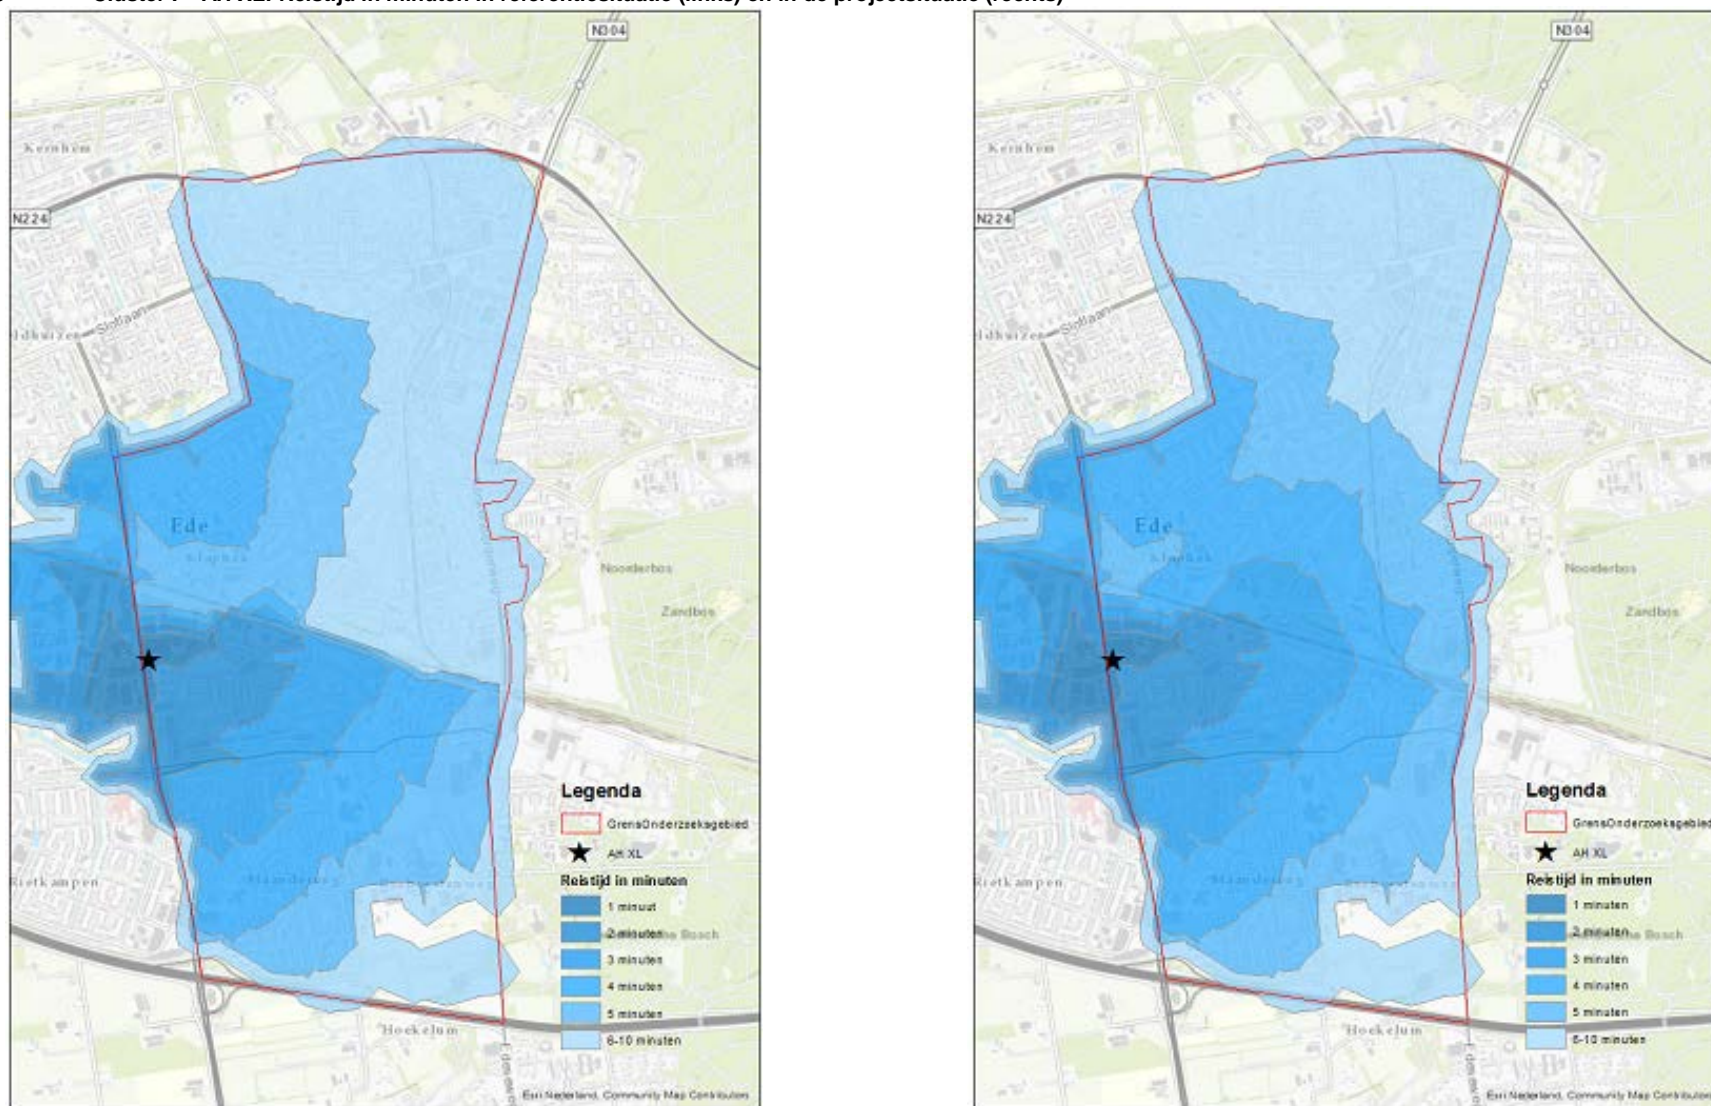 N304
Kernhem
N224
Slotlaan
Ede
Noorderbos
Zandbos
Rietkampen
Hoekelum
Legenda
GrensOnderzoeksgebied
AH XL
Reistijd in minuten
1 minuut
2 minuten
3 minuten
4 minuten
5 minuten
6-10 minuten
Esri Nederland, Community Map Contributors
N304
Kernhem
N224
Slotlaan
Ede
Noorderbos
Zandbos
Rietkampen
Hoekelum
Legenda
GrensOnderzoeksgebied
AH XL
Reistijd in minuten
1 minuten
2 minuten
3 minuten
4 minuten
5 minuten
6-10 minuten
Esri Nederland, Community Map Contributors